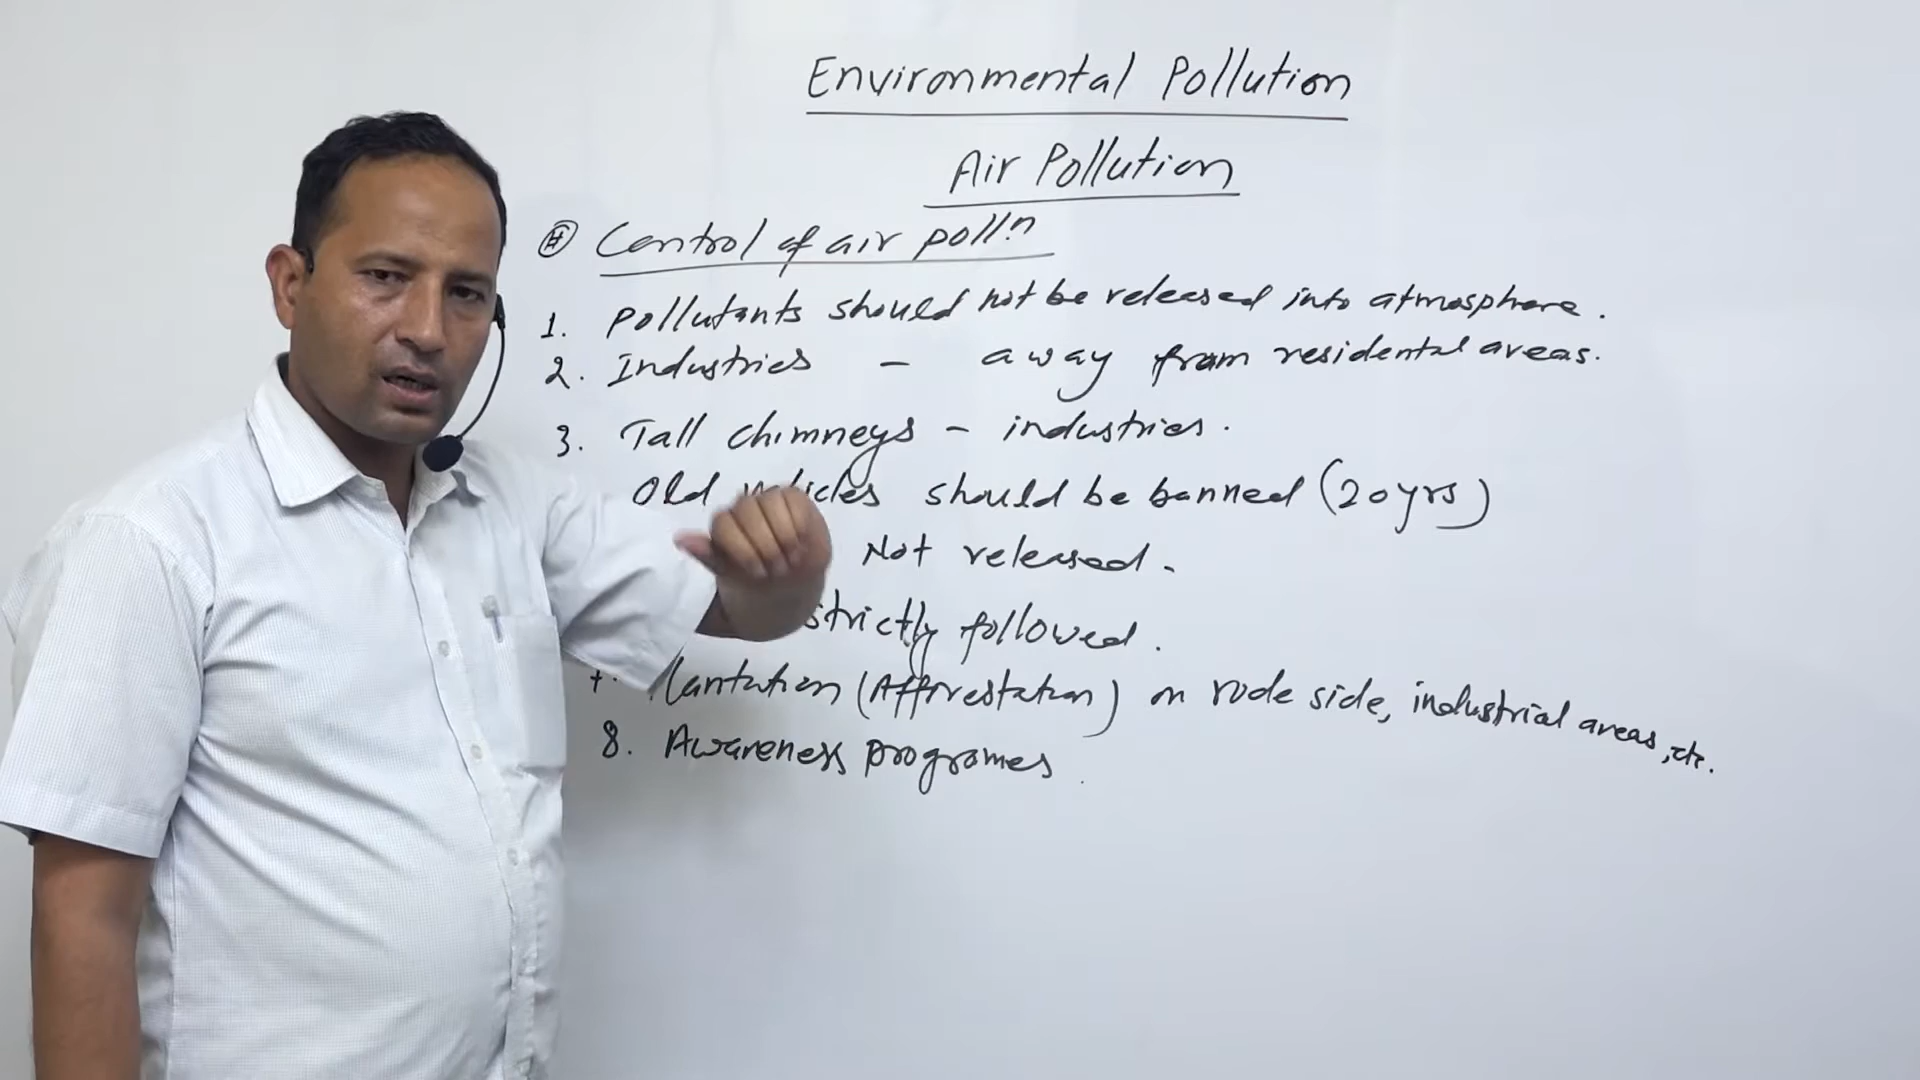 Environmental Pollution
Air Pollution
# Control of air poll.n
1. Pollutants should not be released into atmosphere.
2. Industries - away from residental areas.
3. Tall chimneys - industries.
Old vehicles should be banned (20 yrs)
Not released.
strictly followed.
(Afforestation) on rode side, industrial areas, etc.
8. Awareness programes